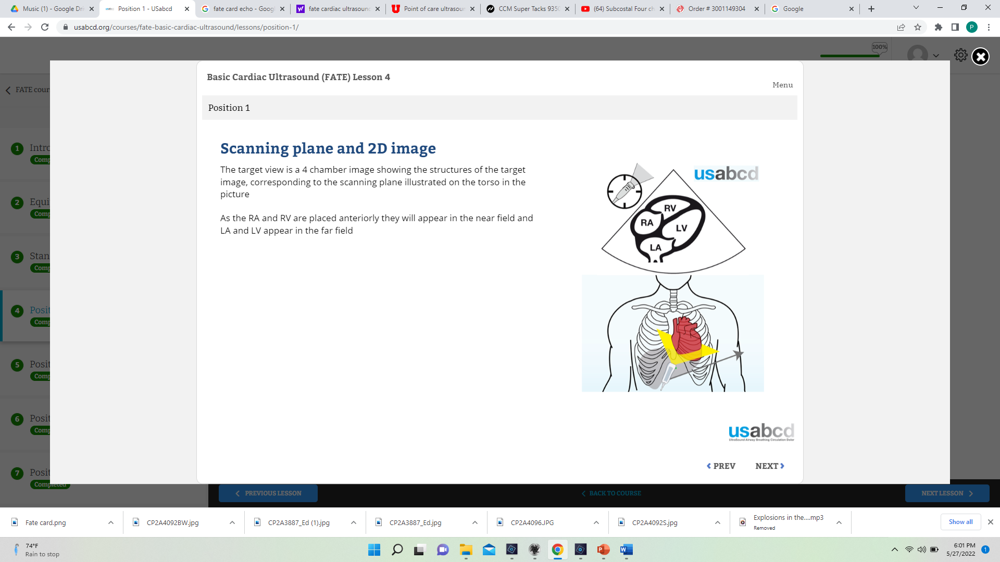 Music (1) - Google Dri
Position 1 - USabcd
fate card echo - Goog
fate cardiac ultrasoun
Point of care ultrasour
CCM Super Tacks 935
(64) Subcostal Four ch
Order # 3001149304
Google
usabcd.org/courses/fate-basic-cardiac-ultrasound/lessons/position-1/
P
100%
Basic Cardiac Ultrasound (FATE) Lesson 4
Menu
FATE cour
Position 1
1 Intro
Comp
2 Equi
Comp
3 Stan
Comp
4 Posit
Comp
5 Posit
Comp
6 Posit
Comp
7 Posit
Completed
Scanning plane and 2D image
The target view is a 4 chamber image showing the structures of the target
image, corresponding to the scanning plane illustrated on the torso in the
picture
As the RA and RV are placed anteriorly they will appear in the near field and
LA and LV appear in the far field
usabcd
RV
RA
LV
LA
usabcd
UltraSound Airway Breathing Circulation Dolor
PREV
NEXT
PREVIOUS LESSON
BACK TO COURSE
NEXT LESSON
Fate card.png
CP2A4092BW.jpg
CP2A3887_Ed (1).jpg
CP2A3887_Ed.jpg
CP2A4096.JPG
CP2A4092S.jpg
Explosions in the....mp3
Removed
Show all
74°F
Rain to stop
6:01 PM
5/27/2022
1